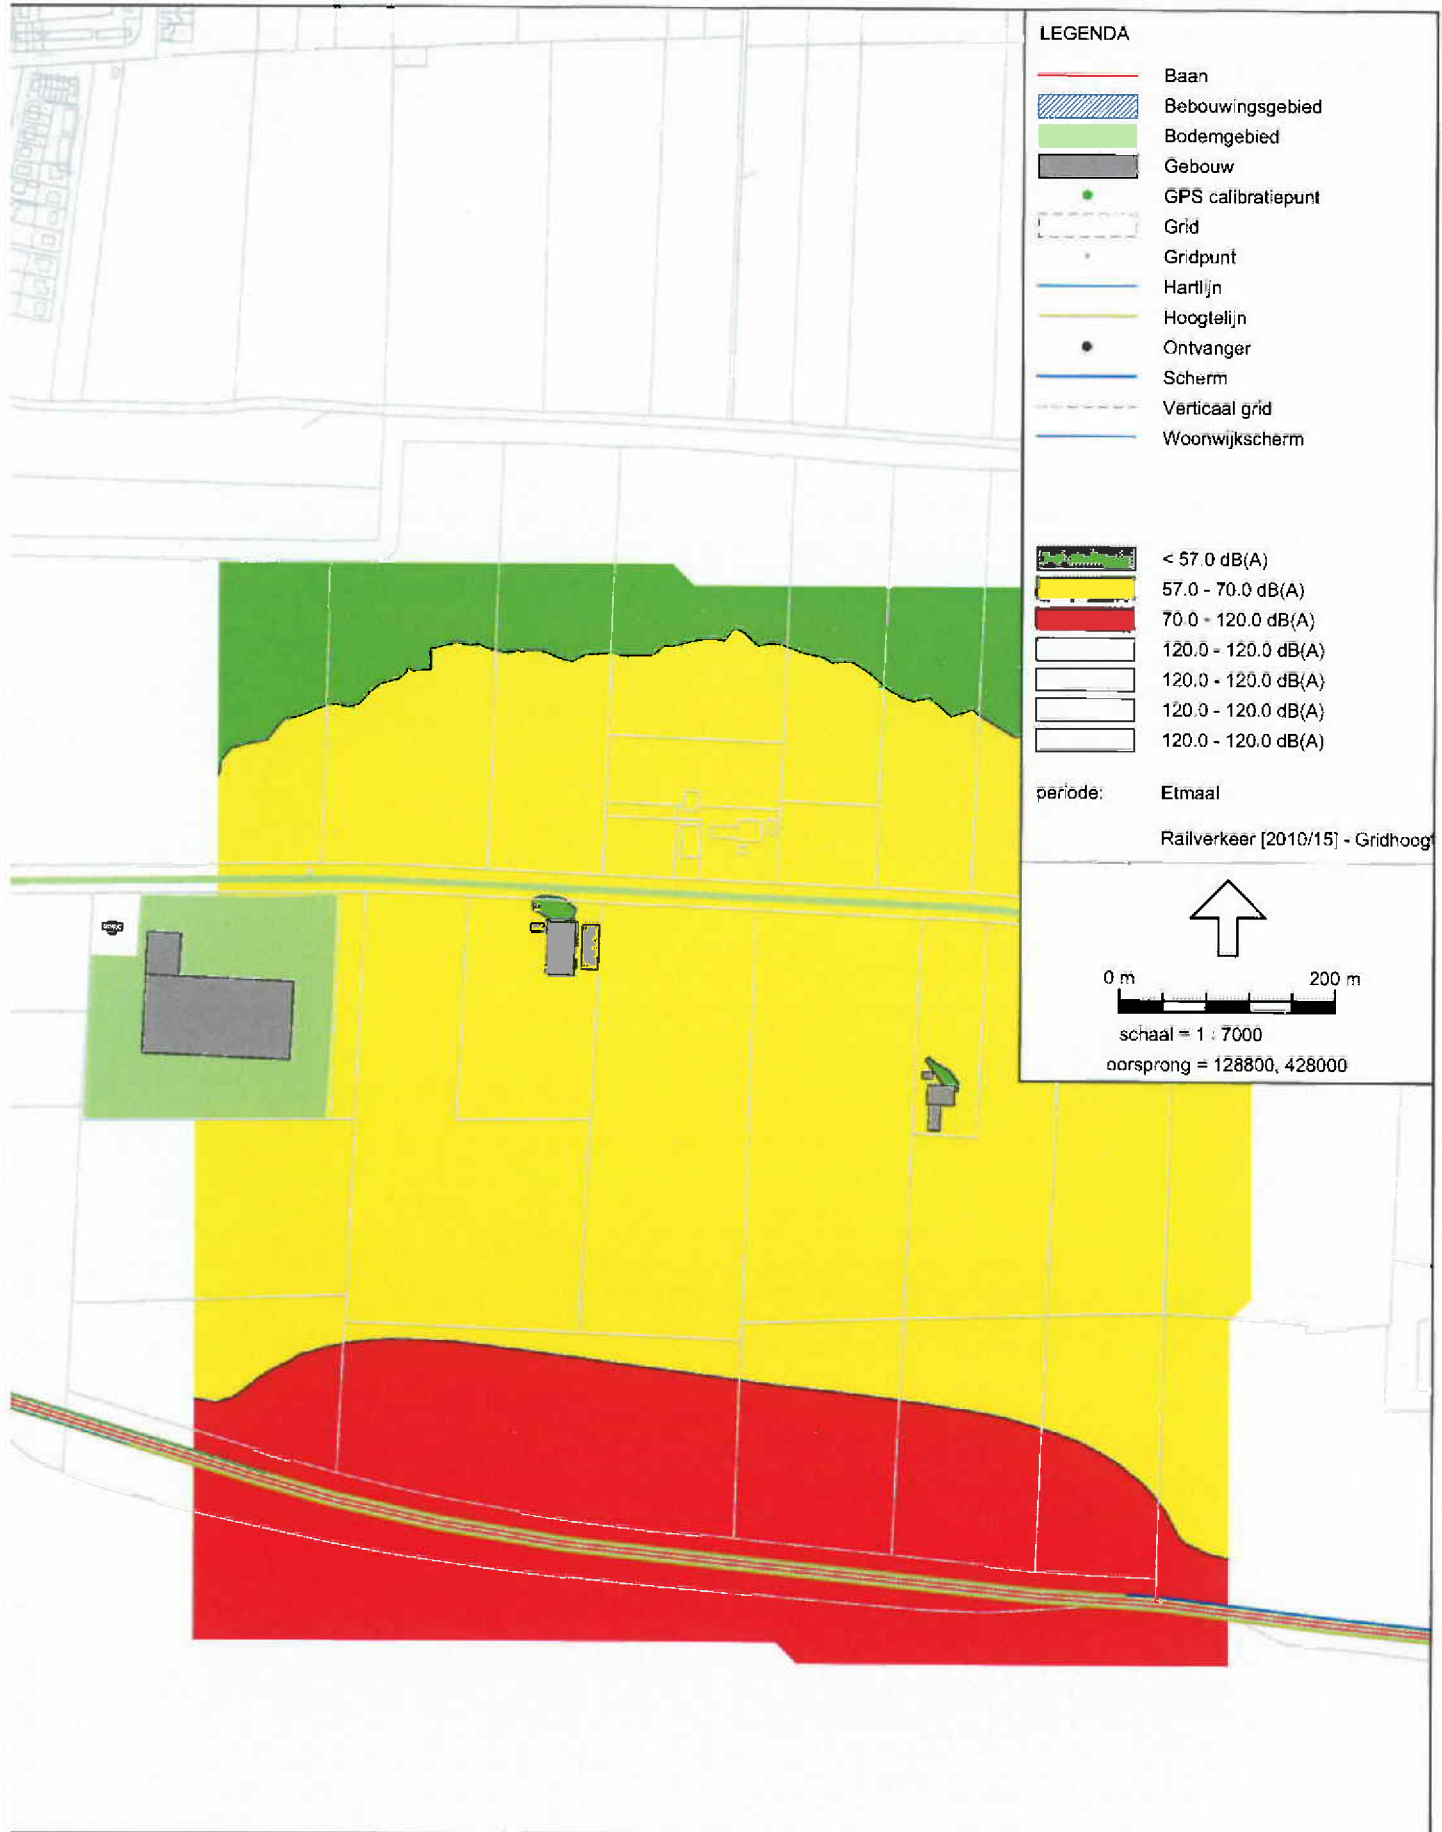 LEGENDA
Baan
Bebouwingsgebied
Bodemgebied
Gebouw
GPS calibratiepunt
Grid
Gridpunt
Hartlijn
Hoogtelijn
Ontvanger
Scherm
Verticaal grid
Woonwijkscherm
< 57.0 dB(A)
57.0 - 70.0 dB(A)
70.0 - 120.0 dB(A)
120.0 - 120.0 dB(A)
120.0 - 120.0 dB(A)
120.0 - 120.0 dB(A)
120.0 - 120.0 dB(A)
periode: Etmaal
Railverkeer [2010/15] - Gridhoogt
0 m 200 m
schaal = 1 : 7000
oorsprong = 128800, 428000